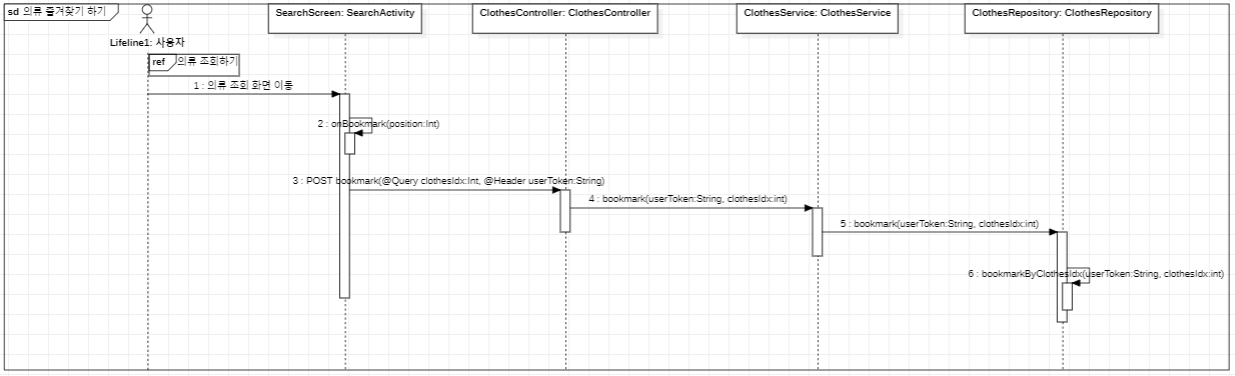 sd 의류 즐겨찾기 하기
SearchScreen: SearchActivity
ClothesController: ClothesController
ClothesService: ClothesService
ClothesRepository: ClothesRepository
Lifeline1: 사용자
ref 의류 조회하기
1 : 의류 조회 화면 이동
2 : onBookmark(position:Int)
3 : POST bookmark(@Query clothesIdx:Int, @Header userToken:String)
4 : bookmark(userToken:String, clothesIdx:int)
5 : bookmark(userToken:String, clothesIdx:int)
6 : bookmarkByClothesIdx(userToken:String, clothesIdx:int)